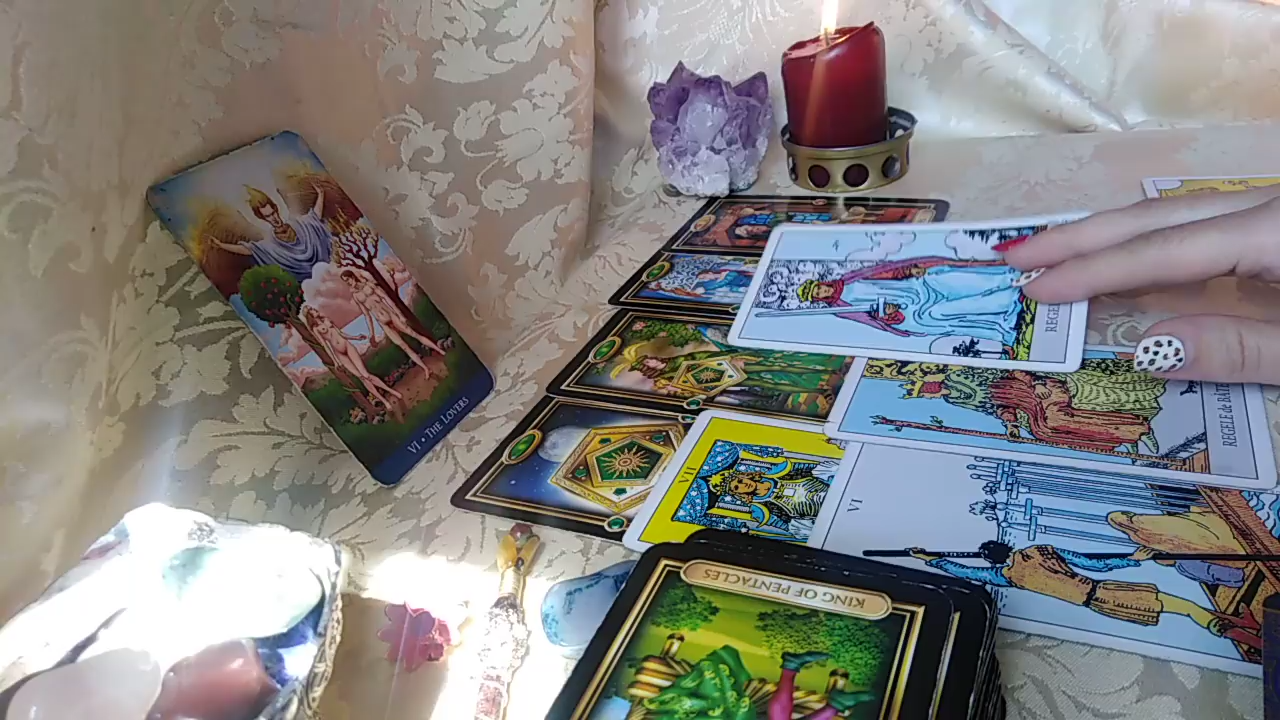 VI • THE LOVERS
REGE
REGELE de BÂTE
VII
VI
KING OF PENTACLES